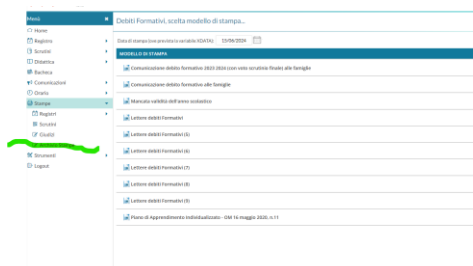 Menù
Home
Registro
Scrutini
Didattica
Bacheca
Comunicazioni
Orario
Stampe
Registri
Scrutini
Giudizi
Strumenti
Logout
Debiti Formativi, scelta modello di stampa...
Data di stampa (ove prevista la variabile XDATA): 13/06/2024
MODELLO DI STAMPA
Comunicazione debito formativo 2023 2024 (con voto scrutinio finale) alle famiglie
Comunicazione debito formativo alle famiglie
Mancata validità dell'anno scolastico
Lettere debiti Formativi
Lettere debiti Formativi (5)
Lettere debiti Formativi (6)
Lettere debiti Formativi (7)
Lettere debiti Formativi (8)
Lettere debiti Formativi (9)
Piano di Apprendimento Individualizzato - OM 16 maggio 2020, n.11